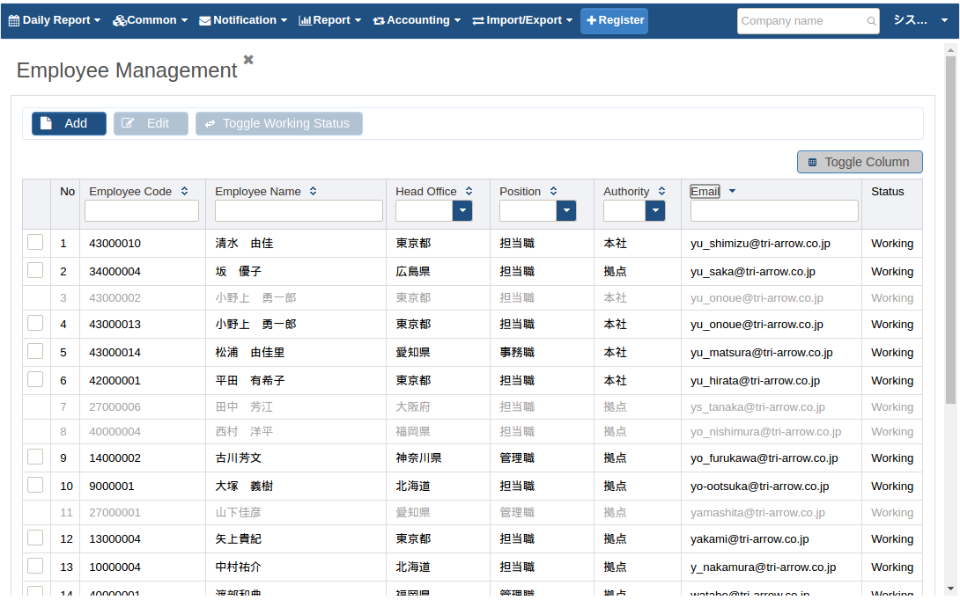 Daily Report Common Notification Report Accounting Import/Export Register Company name シス...
Employee Management
Add Edit Toggle Working Status
Toggle Column
No Employee Code Employee Name Head Office Position Authority Email Status
1 43000010 清水 由佳 東京都 担当職 本社 yu_shimizu@tri-arrow.co.jp Working
2 34000004 坂 優子 広島県 担当職 拠点 yu_saka@tri-arrow.co.jp Working
3 43000002 小野上 勇一郎 東京都 担当職 本社 yu_onoue@tri-arrow.co.jp Working
4 43000013 小野上 勇一郎 東京都 担当職 本社 yu_onoue@tri-arrow.co.jp Working
5 43000014 松浦 由佳里 愛知県 事務職 拠点 yu_matsura@tri-arrow.co.jp Working
6 42000001 平田 有希子 東京都 担当職 本社 yu_hirata@tri-arrow.co.jp Working
7 27000006 田中 芳江 大阪府 担当職 拠点 ys_tanaka@tri-arrow.co.jp Working
8 40000004 西村 洋平 福岡県 担当職 拠点 yo_nishimura@tri-arrow.co.jp Working
9 14000002 古川芳文 神奈川県 管理職 拠点 yo_furukawa@tri-arrow.co.jp Working
10 9000001 大塚 義樹 北海道 担当職 拠点 yo-ootsuka@tri-arrow.co.jp Working
11 27000001 山下佳彦 愛知県 管理職 拠点 yamashita@tri-arrow.co.jp Working
12 13000004 矢上貴紀 東京都 担当職 拠点 yakami@tri-arrow.co.jp Working
13 10000004 中村祐介 北海道 担当職 拠点 y_nakamura@tri-arrow.co.jp Working
14 40000001 渡部和典 福岡県 管理職 拠点 watabe@tri-arrow.co.jp Working